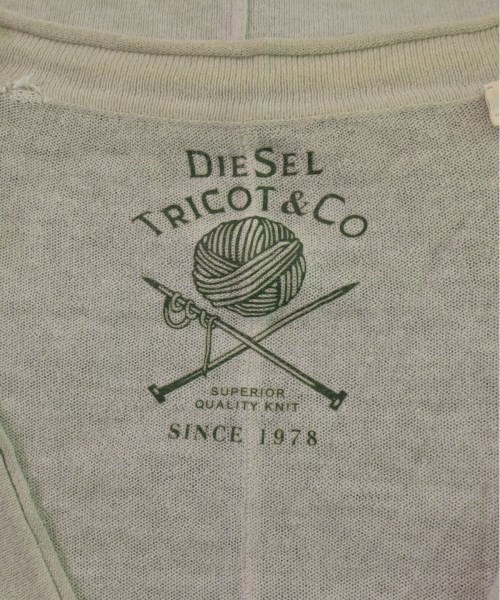 DIESEL
TRICOT & CO
SUPERIOR
QUALITY KNIT
SINCE 1978